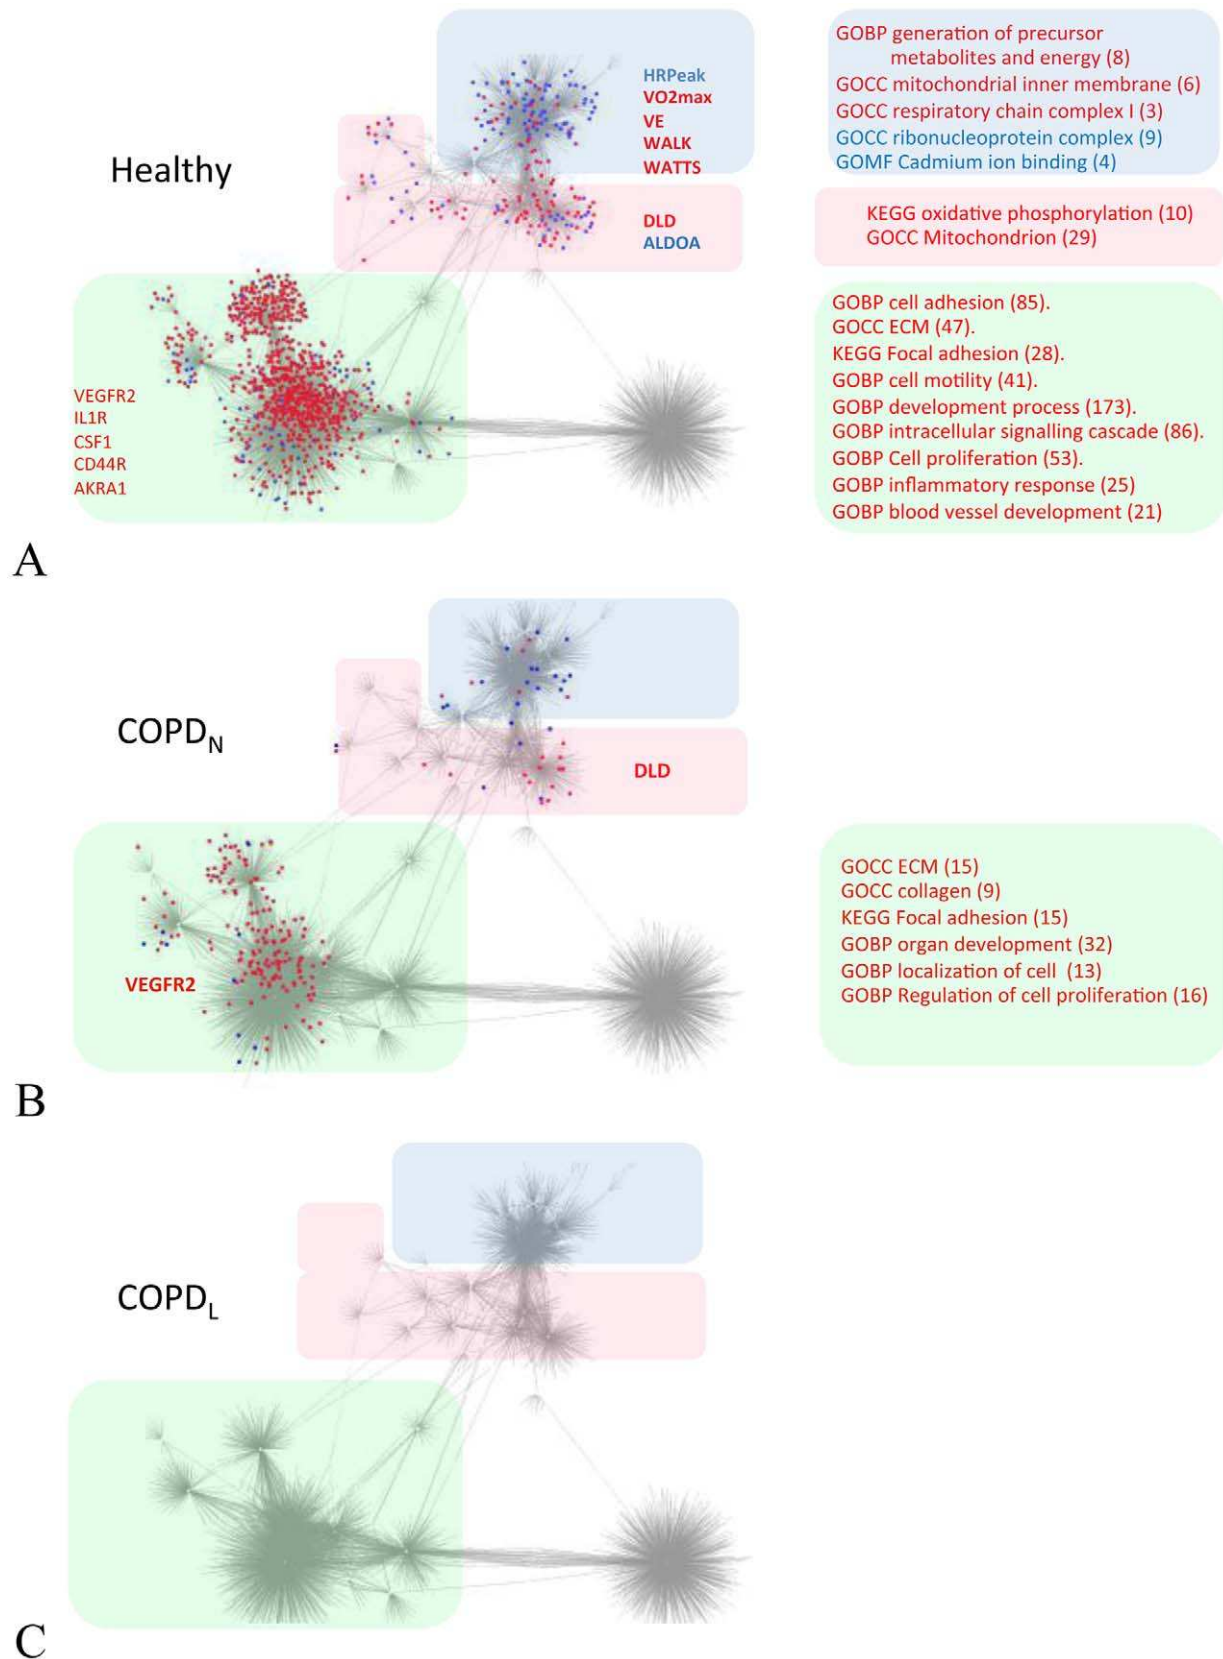 Healthy
HRPeak
VO2max
VE
WALK
WATTS
DLD
ALDOA
VEGFR2
IL1R
CSF1
CD44R
AKRA1
GOBP generation of precursor
metabolites and energy (8)
GOCC mitochondrial inner membrane (6)
GOCC respiratory chain complex I (3)
GOCC ribonucleoprotein complex (9)
GOMF Cadmium ion binding (4)
KEGG oxidative phosphorylation (10)
GOCC Mitochondrion (29)
GOBP cell adhesion (85).
GOCC ECM (47).
KEGG Focal adhesion (28).
GOBP cell motility (41).
GOBP development process (173).
GOBP intracellular signalling cascade (86).
GOBP Cell proliferation (53).
GOBP inflammatory response (25)
GOBP blood vessel development (21)
A
COPDN
DLD
VEGFR2
GOCC ECM (15)
GOCC collagen (9)
KEGG Focal adhesion (15)
GOBP organ development (32)
GOBP localization of cell (13)
GOBP Regulation of cell proliferation (16)
B
COPDL
C